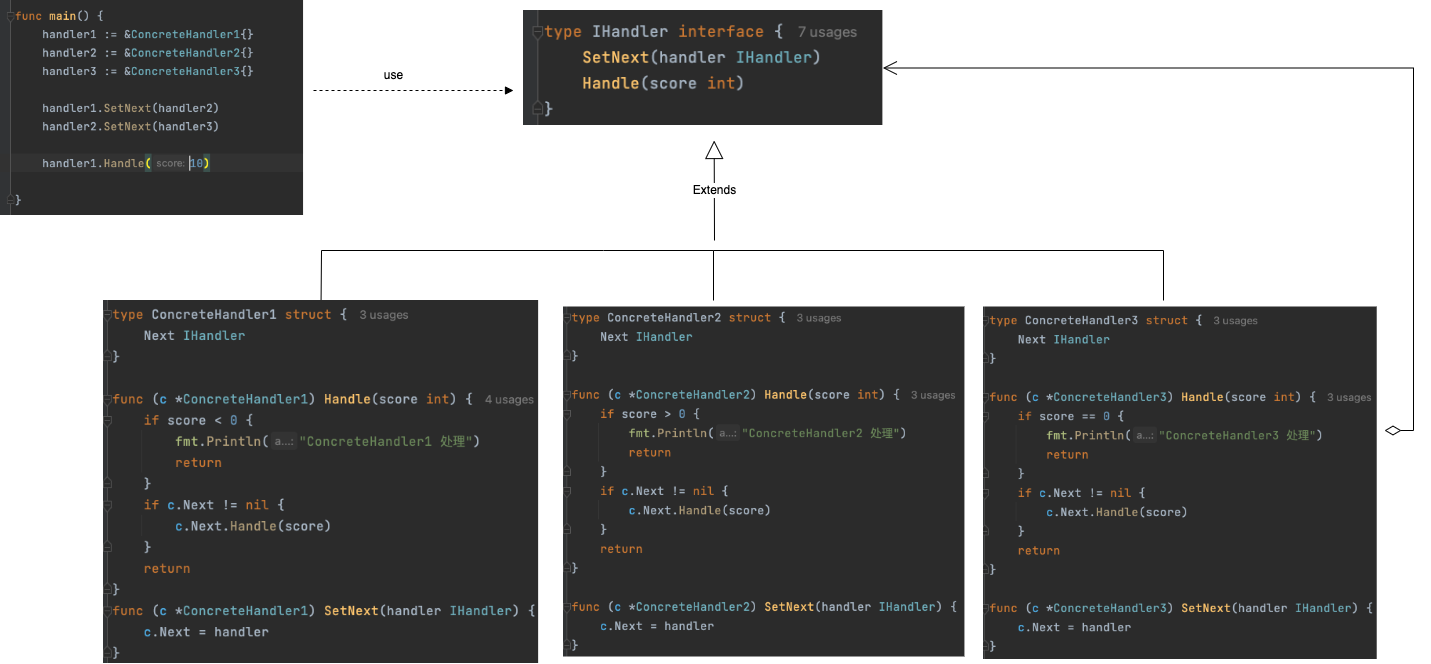 func main() {
handler1 := &ConcreteHandler1{}
handler2 := &ConcreteHandler2{}
handler3 := &ConcreteHandler3{}
handler1.SetNext(handler2)
handler2.SetNext(handler3)
handler1.Handle( score: 10)
}
use
type IHandler interface { 7 usages
SetNext(handler IHandler)
Handle(score int)
}
Extends
type ConcreteHandler1 struct { 3 usages
Next IHandler
}
func (c *ConcreteHandler1) Handle(score int) { 4 usages
if score < 0 {
fmt.Println( a...: "ConcreteHandler1 处理")
return
}
if c.Next != nil {
c.Next.Handle(score)
}
return
}
func (c *ConcreteHandler1) SetNext(handler IHandler) {
c.Next = handler
}
type ConcreteHandler2 struct { 3 usages
Next IHandler
}
func (c *ConcreteHandler2) Handle(score int) { 3 usages
if score > 0 {
fmt.Println( a...: "ConcreteHandler2 处理")
return
}
if c.Next != nil {
c.Next.Handle(score)
}
return
}
func (c *ConcreteHandler2) SetNext(handler IHandler) {
c.Next = handler
}
type ConcreteHandler3 struct { 3 usages
Next IHandler
}
func (c *ConcreteHandler3) Handle(score int) { 3 usages
if score == 0 {
fmt.Println( a...: "ConcreteHandler3 处理")
return
}
if c.Next != nil {
c.Next.Handle(score)
}
return
}
func (c *ConcreteHandler3) SetNext(handler IHandler) {
c.Next = handler
}